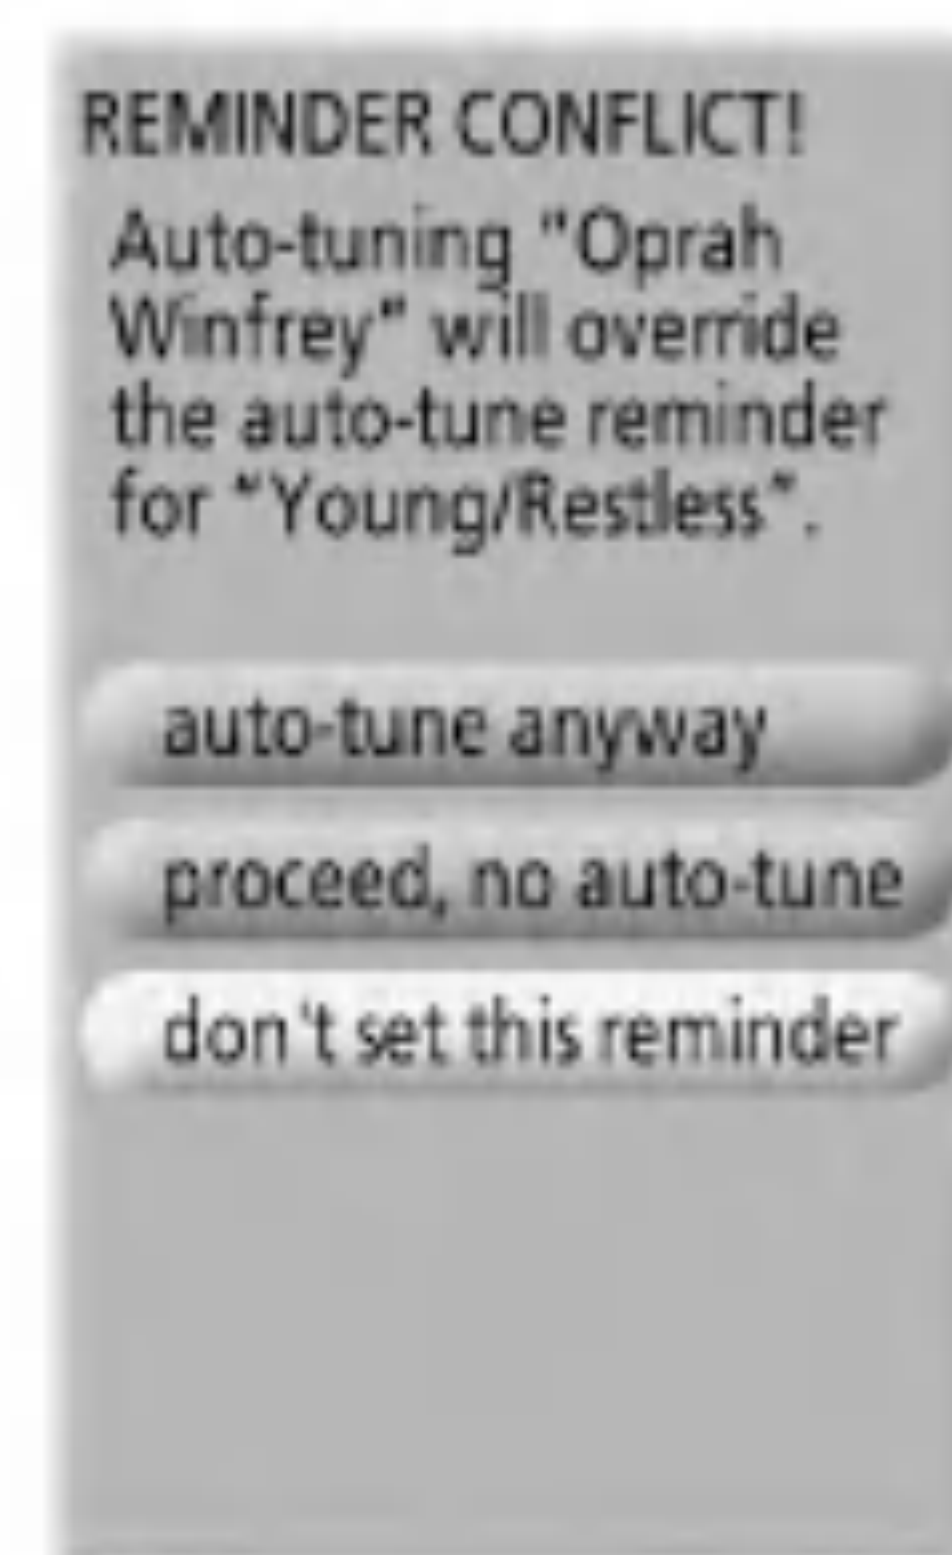 REMINDER CONFLICT!
Auto-tuning "Oprah
Winfrey" will override
the auto-tune reminder
for "Young/Restless".
auto-tune anyway
proceed, no auto-tune
don't set this reminder